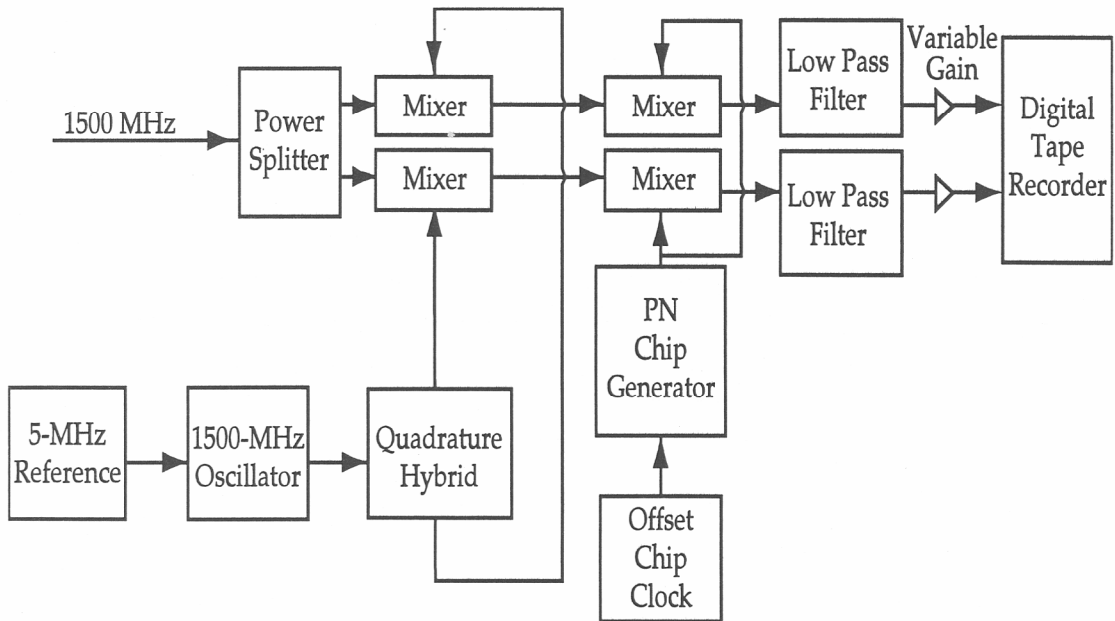 1500 MHz
Power
Splitter
Mixer
Mixer
Mixer
Mixer
Low Pass
Filter
Low Pass
Filter
Variable
Gain
Digital
Tape
Recorder
5-MHz
Reference
1500-MHz
Oscillator
Quadrature
Hybrid
PN
Chip
Generator
Offset
Chip
Clock